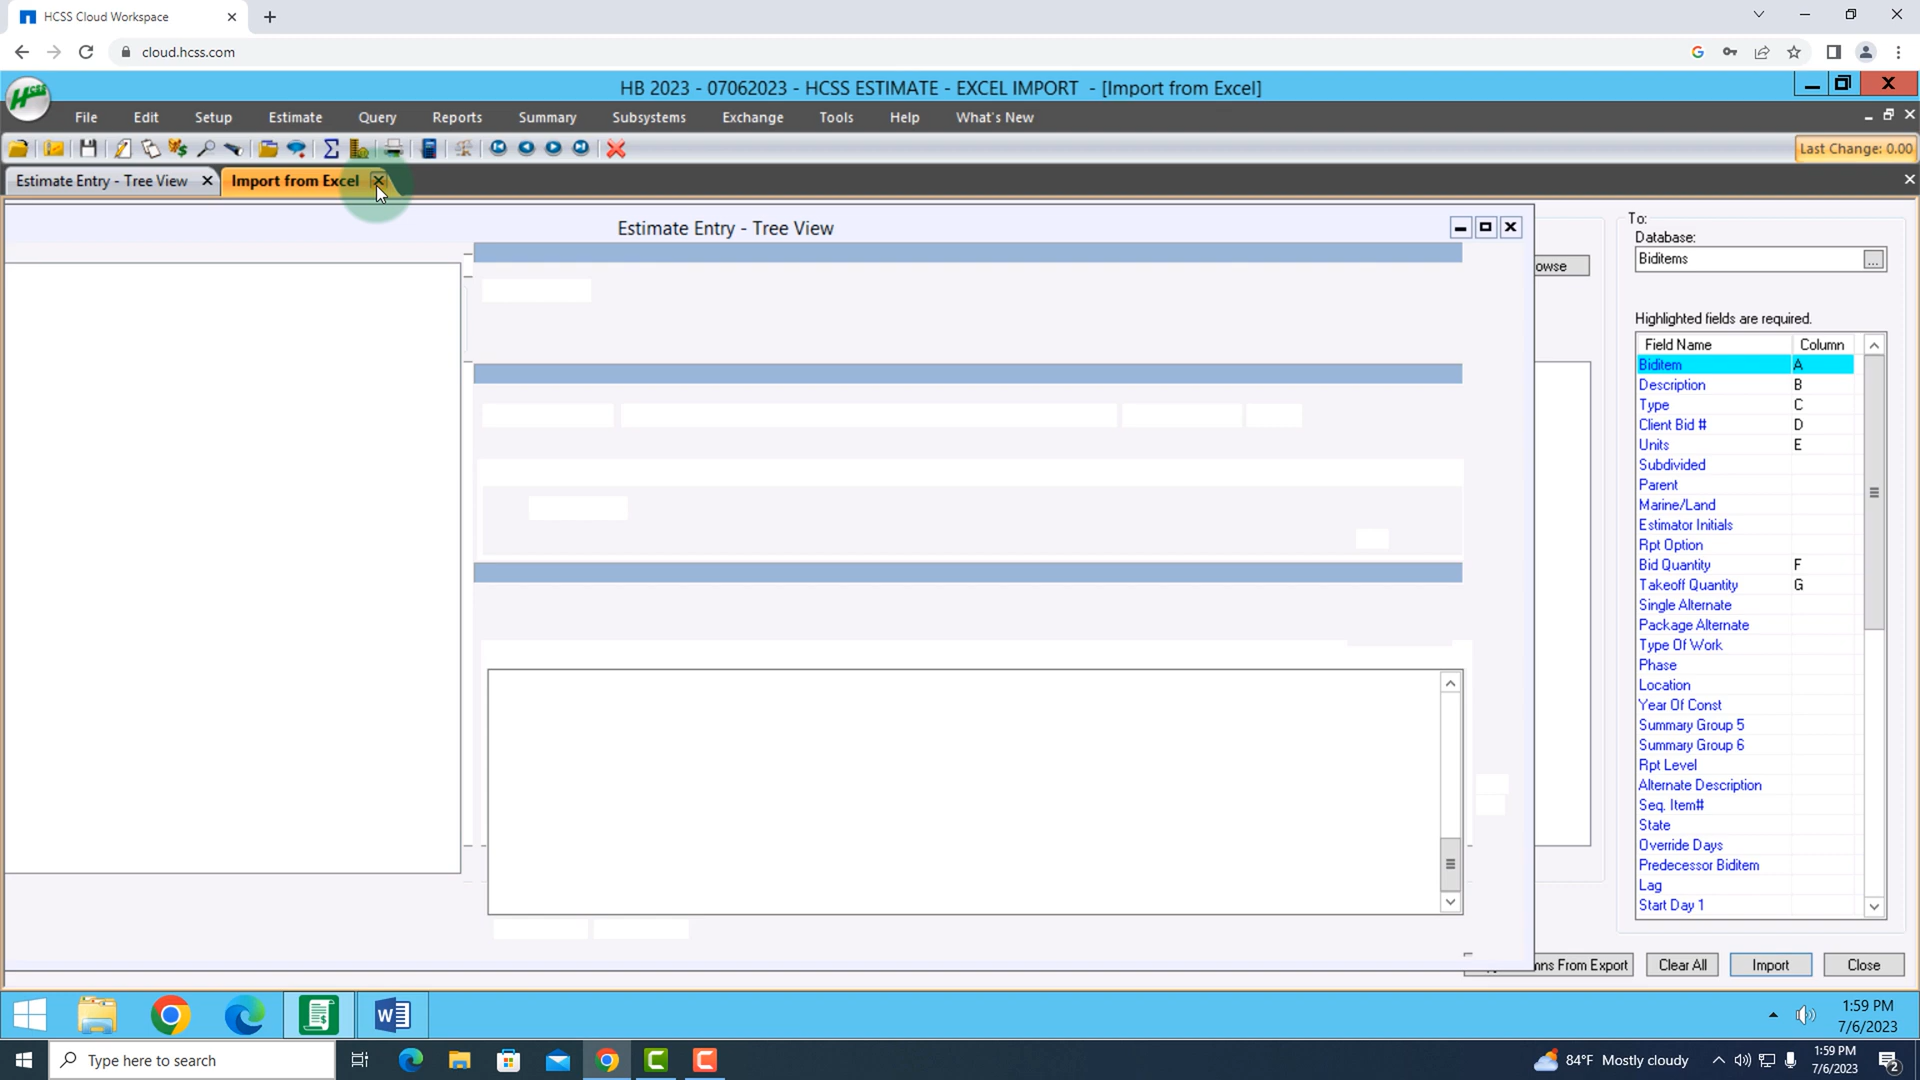 HCSS Cloud Workspace
cloud.hcss.com
HB 2023 - 07062023 - HCSS ESTIMATE - EXCEL IMPORT - [Import from Excel]
HCSS
File Edit Setup Estimate Query Reports Summary Subsystems Exchange Tools Help What's New
Last Change: 0.00
Estimate Entry - Tree View Import from Excel
Estimate Entry - Tree View
To:
Database:
Biditems ...
owse
Highlighted fields are required.
Field Name Column
Biditem A
Description B
Type C
Client Bid # D
Units E
Subdivided
Parent
Marine/Land
Estimator Initials
Rpt Option
Bid Quantity F
Takeoff Quantity G
Single Alternate
Package Alternate
Type Of Work
Phase
Location
Year Of Const
Summary Group 5
Summary Group 6
Rpt Level
Alternate Description
Seq. Item#
State
Override Days
Predecessor Biditem
Lag
Start Day 1
mns From Export Clear All Import Close
1:59 PM
7/6/2023
Type here to search
84°F Mostly cloudy
1:59 PM
7/6/2023
2